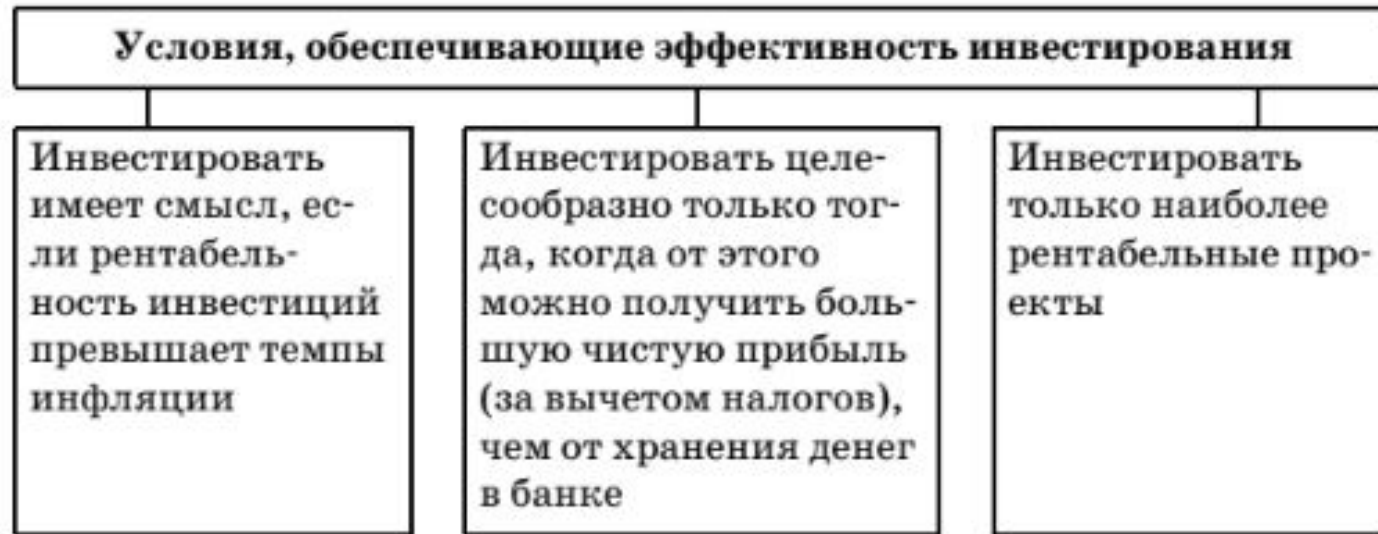 Условия, обеспечивающие эффективность инвестирования
Инвестировать
имеет смысл, ес-
ли рентабель-
ность инвестиций
превышает темпы
инфляции
Инвестировать целе-
сообразно только тог-
да, когда от этого
можно получить боль-
шую чистую прибыль
(за вычетом налогов),
чем от хранения денег
в банке
Инвестировать
только наиболее
рентабельные про-
екты